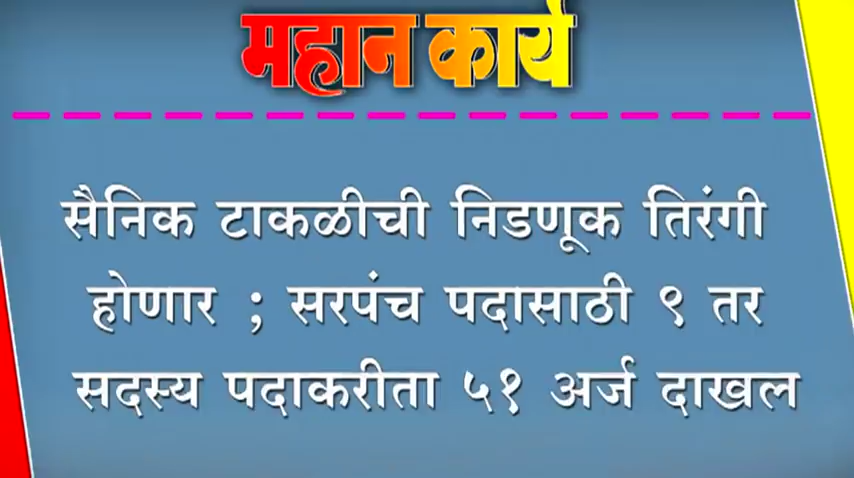 महान कार्य
सैनिक टाकळीची निडणूक तिरंगी
होणार ; सरपंच पदासाठी ९ तर
सदस्य पदाकरीता ५१ अर्ज दाखल